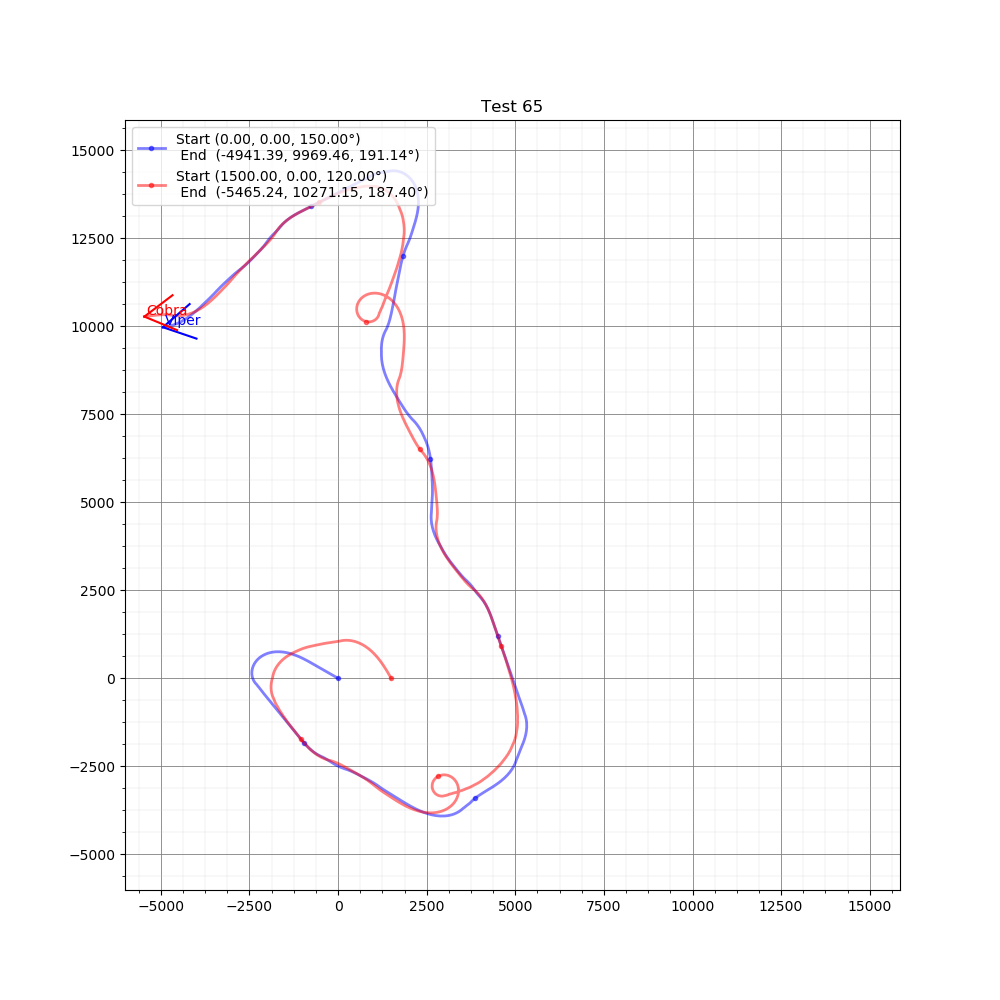 Test 65
Start (0.00, 0.00, 150.00°)
End (-4941.39, 9969.46, 191.14°)
Start (1500.00, 0.00, 120.00°)
End (-5465.24, 10271.15, 187.40°)
15000
12500
10000
7500
5000
2500
0
−2500
−5000
Cobra
Viper
−5000 −2500 0 2500 5000 7500 10000 12500 15000